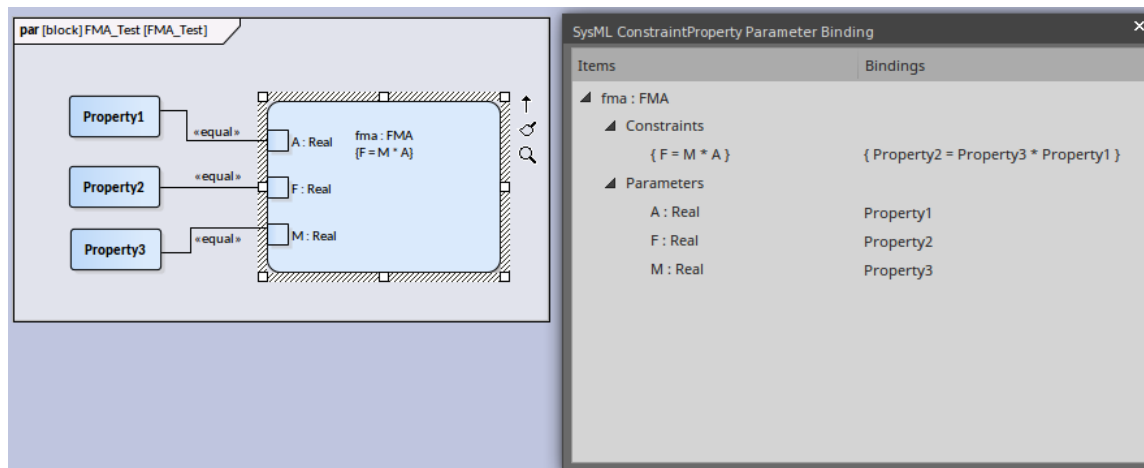 par [block] FMA_Test [FMA_Test]
Property1
«equal»
A : Real
fma : FMA
{F = M * A}
Property2
«equal»
F : Real
Property3
«equal»
M : Real
SysML ConstraintProperty Parameter Binding
Items Bindings
fma : FMA
Constraints
{ F = M * A } { Property2 = Property3 * Property1 }
Parameters
A : Real Property1
F : Real Property2
M : Real Property3